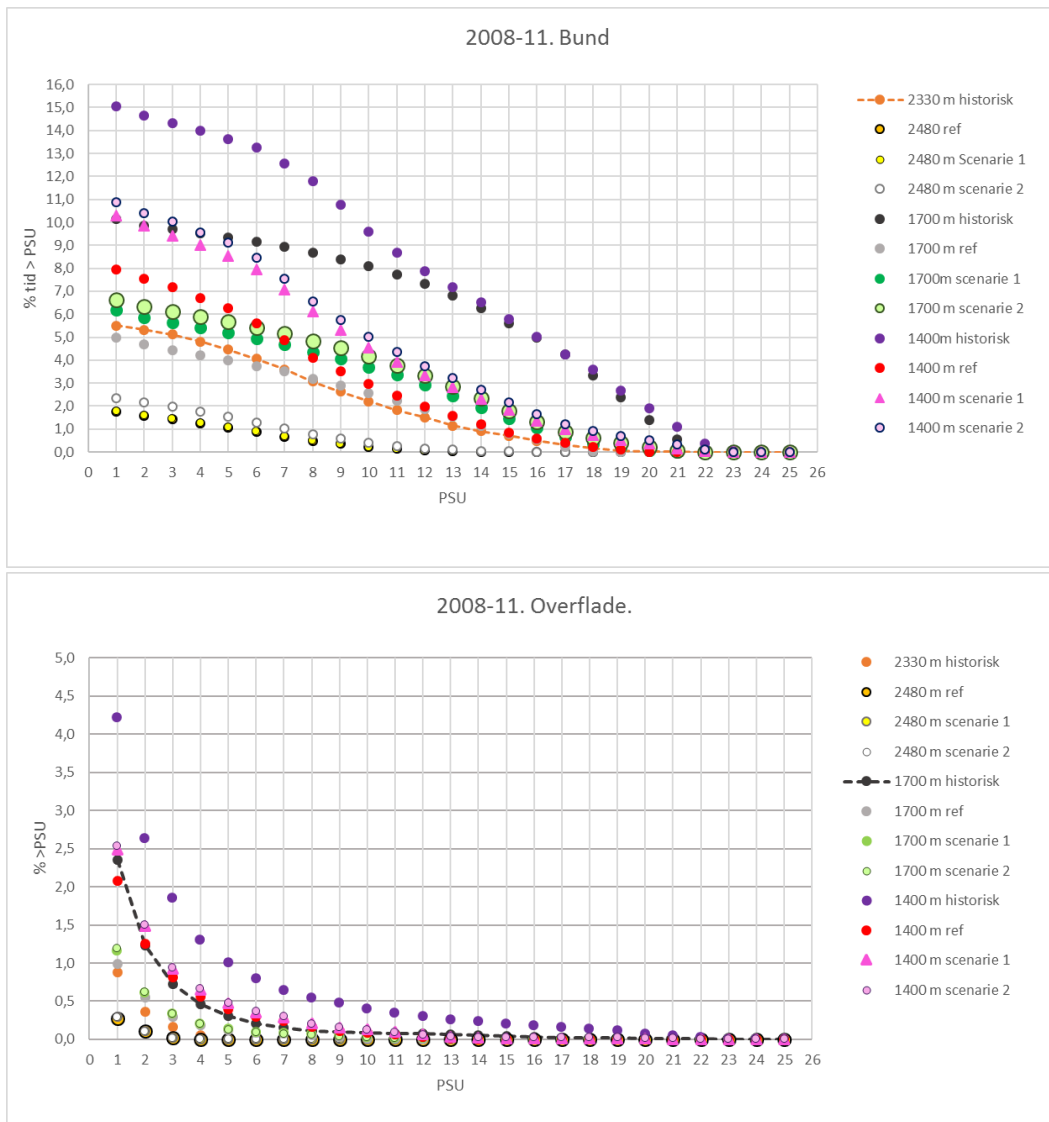 2008-11. Bund
% tid > PSU
16,0
15,0
14,0
13,0
12,0
11,0
10,0
9,0
8,0
7,0
6,0
5,0
4,0
3,0
2,0
1,0
0,0
0 1 2 3 4 5 6 7 8 9 10 11 12 13 14 15 16 17 18 19 20 21 22 23 24 25 26
PSU
2330 m historisk
2480 ref
2480 m Scenarie 1
2480 m scenarie 2
1700 m historisk
1700 m ref
1700m scenarie 1
1700 m scenarie 2
1400m historisk
1400 m ref
1400 m scenarie 1
1400 m scenarie 2
2008-11. Overflade.
% >PSU
5,0
4,5
4,0
3,5
3,0
2,5
2,0
1,5
1,0
0,5
0,0
0 1 2 3 4 5 6 7 8 9 10 11 12 13 14 15 16 17 18 19 20 21 22 23 24 25 26
PSU
2330 m historisk
2480 m ref
2480 m scenarie 1
2480 m scenarie 2
1700 m historisk
1700 m ref
1700 m scenarie 1
1700 m scenarie 2
1400 m historisk
1400 m ref
1400 m scenarie 1
1400 m scenarie 2